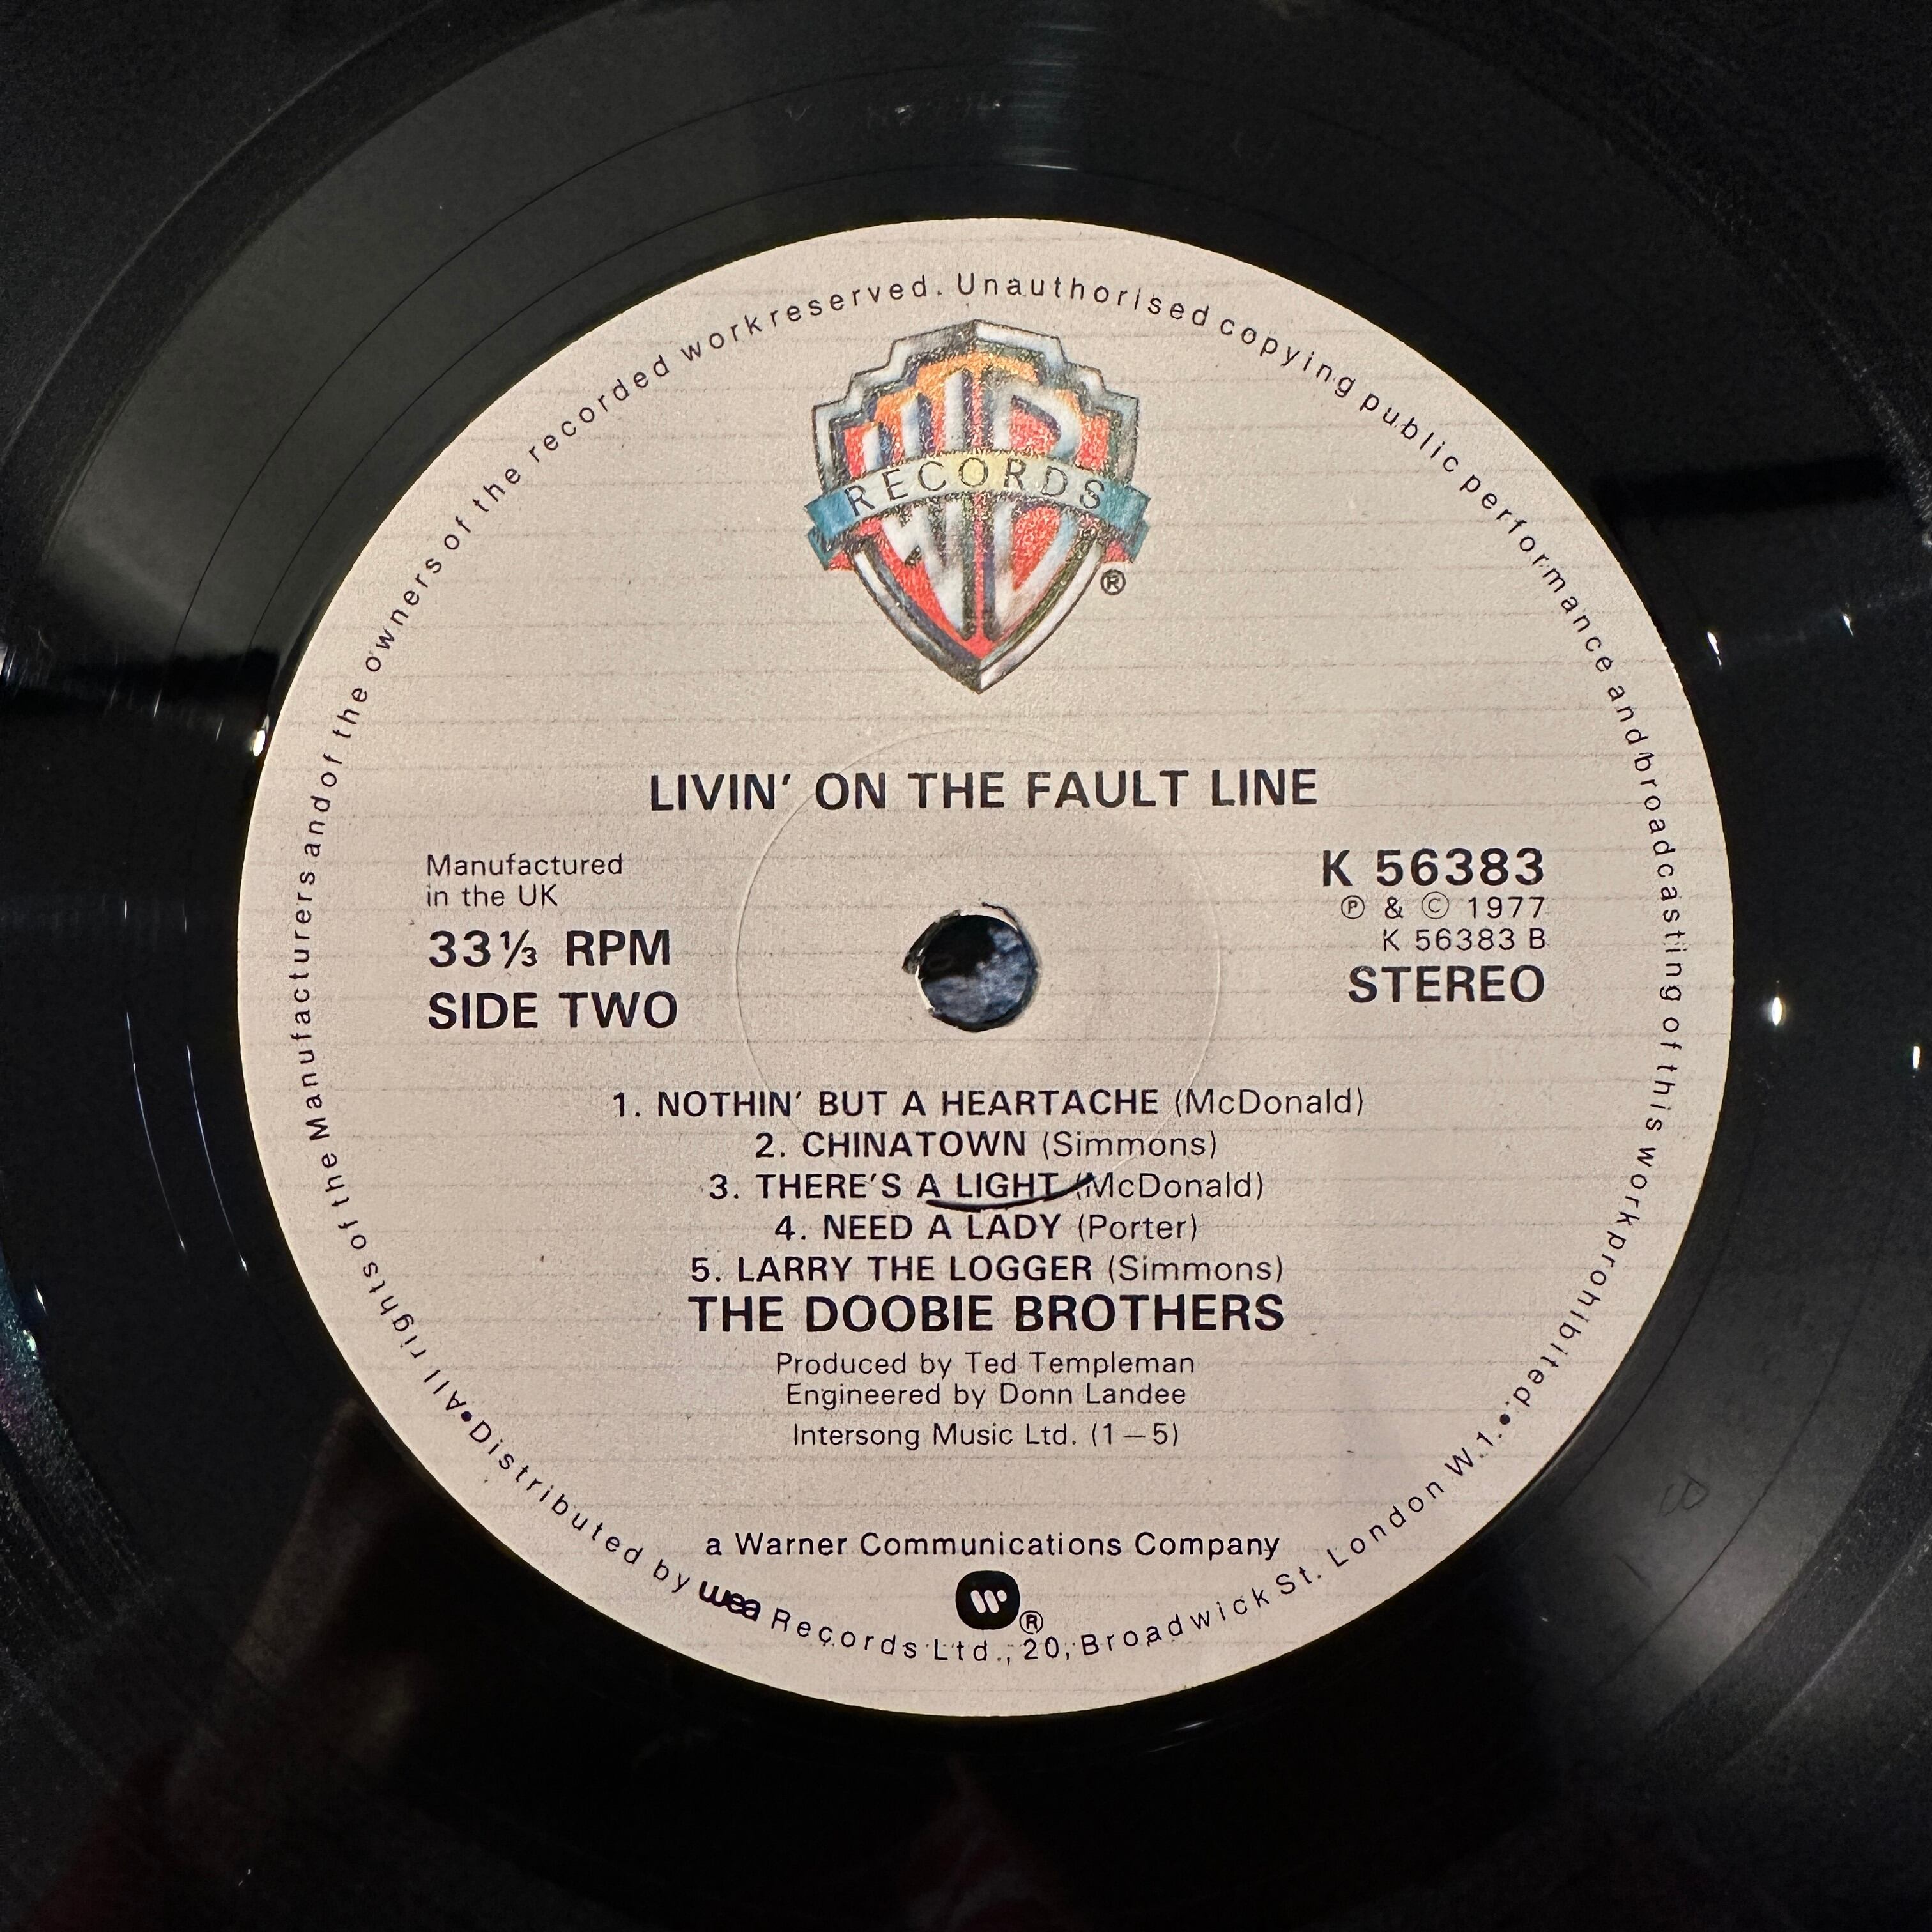 All rights of the Manufacturers and of the owners of the recorded work reserved. Unauthorised copying public performance and broadcasting of this work prohibited.
RECORDS
®
LIVIN' ON THE FAULT LINE
Manufactured
in the UK
33⅓ RPM
SIDE TWO
K 56383
℗ & © 1977
K 56383 B
STEREO
1. NOTHIN' BUT A HEARTACHE (McDonald)
2. CHINATOWN (Simmons)
3. THERE'S A LIGHT (McDonald)
4. NEED A LADY (Porter)
5. LARRY THE LOGGER (Simmons)
THE DOOBIE BROTHERS
Produced by Ted Templeman
Engineered by Donn Landee
Intersong Music Ltd. (1–5)
a Warner Communications Company
®
• Distributed by wea Records Ltd., 20, Broadwick St. London W.1. •